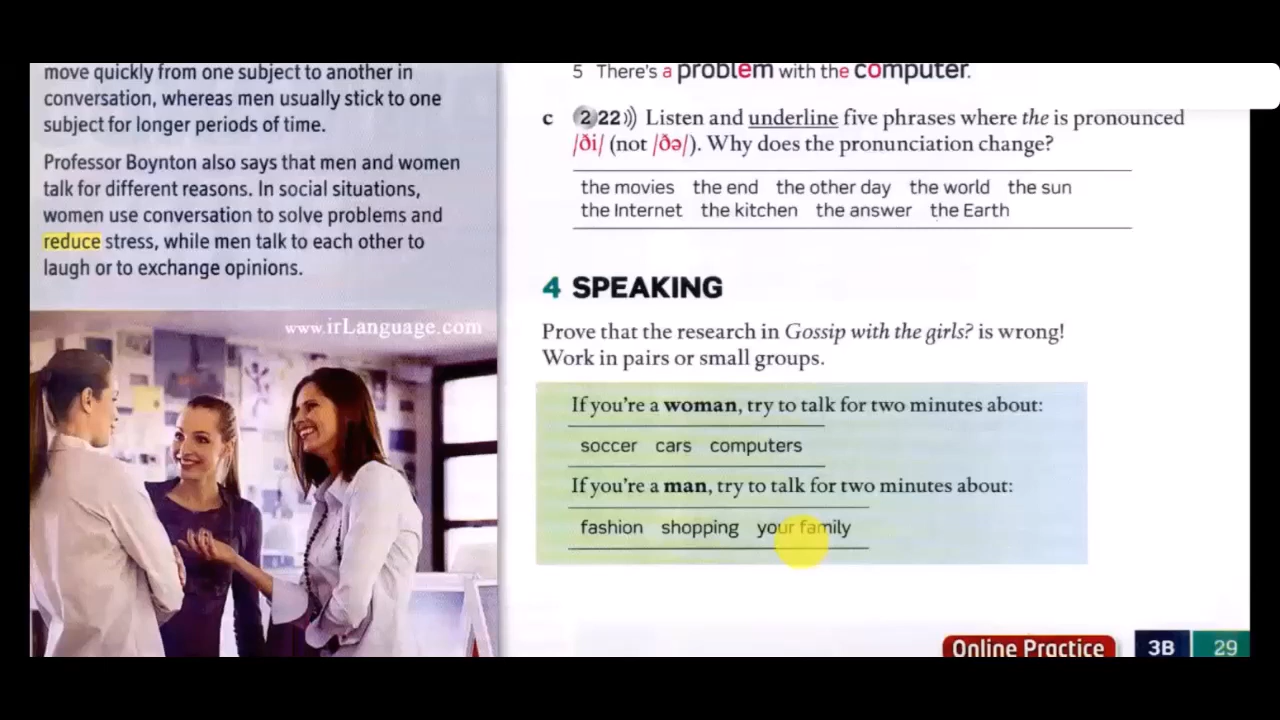 move quickly from one subject to another in
conversation, whereas men usually stick to one
subject for longer periods of time.
Professor Boynton also says that men and women
talk for different reasons. In social situations,
women use conversation to solve problems and
reduce stress, while men talk to each other to
laugh or to exchange opinions.
www.irLanguage.com
5 There's a problem with the computer.
c 2 22)) Listen and underline five phrases where the is pronounced
/ði/ (not /ðə/). Why does the pronunciation change?
the movies the end the other day the world the sun
the Internet the kitchen the answer the Earth
4 SPEAKING
Prove that the research in Gossip with the girls? is wrong!
Work in pairs or small groups.
If you're a woman, try to talk for two minutes about:
soccer cars computers
If you're a man, try to talk for two minutes about:
fashion shopping your family
Online Practice 3B 29